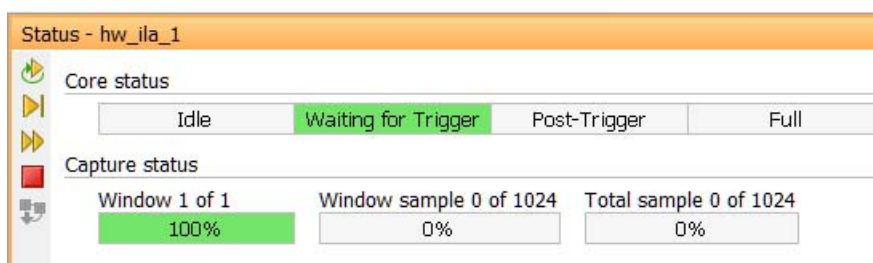 Status - hw_ila_1
Core status
Idle Waiting for Trigger Post-Trigger Full
Capture status
Window 1 of 1 Window sample 0 of 1024 Total sample 0 of 1024
100% 0% 0%